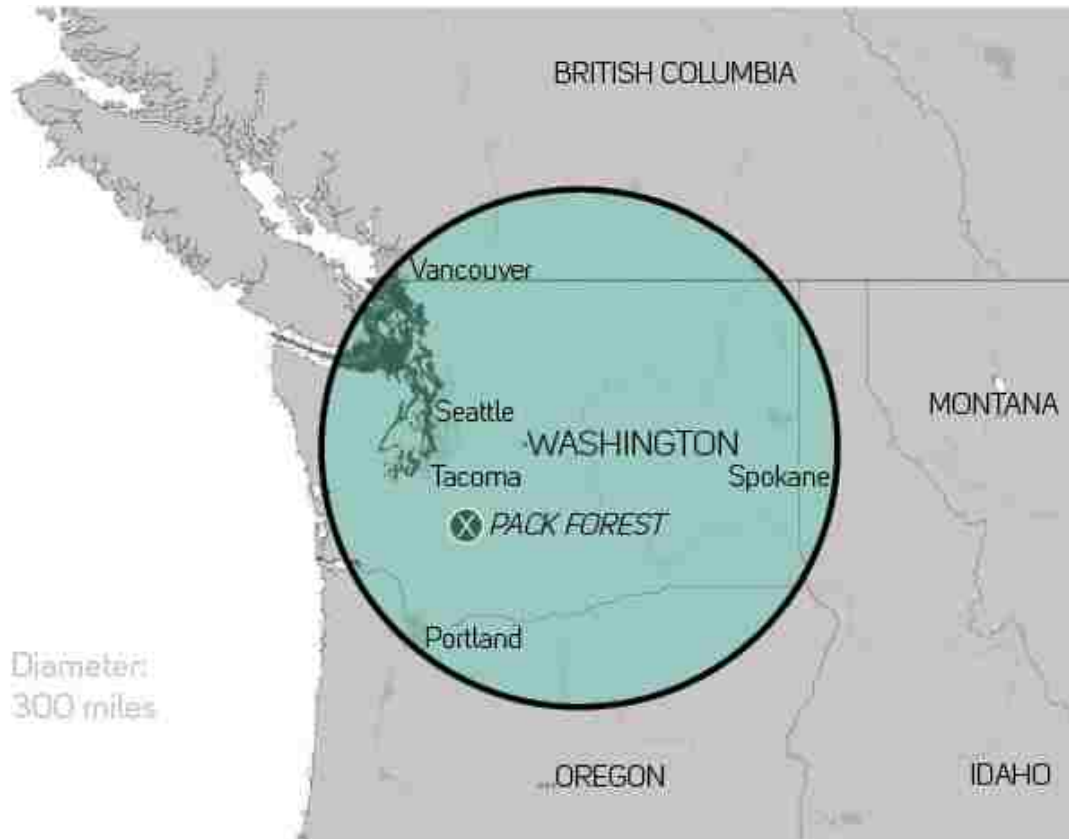 BRITISH COLUMBIA
Vancouver
Seattle
MONTANA
WASHINGTON
Tacoma
Spokane
X PACK FOREST
Portland
Diameter:
300 miles
...OREGON
IDAHO